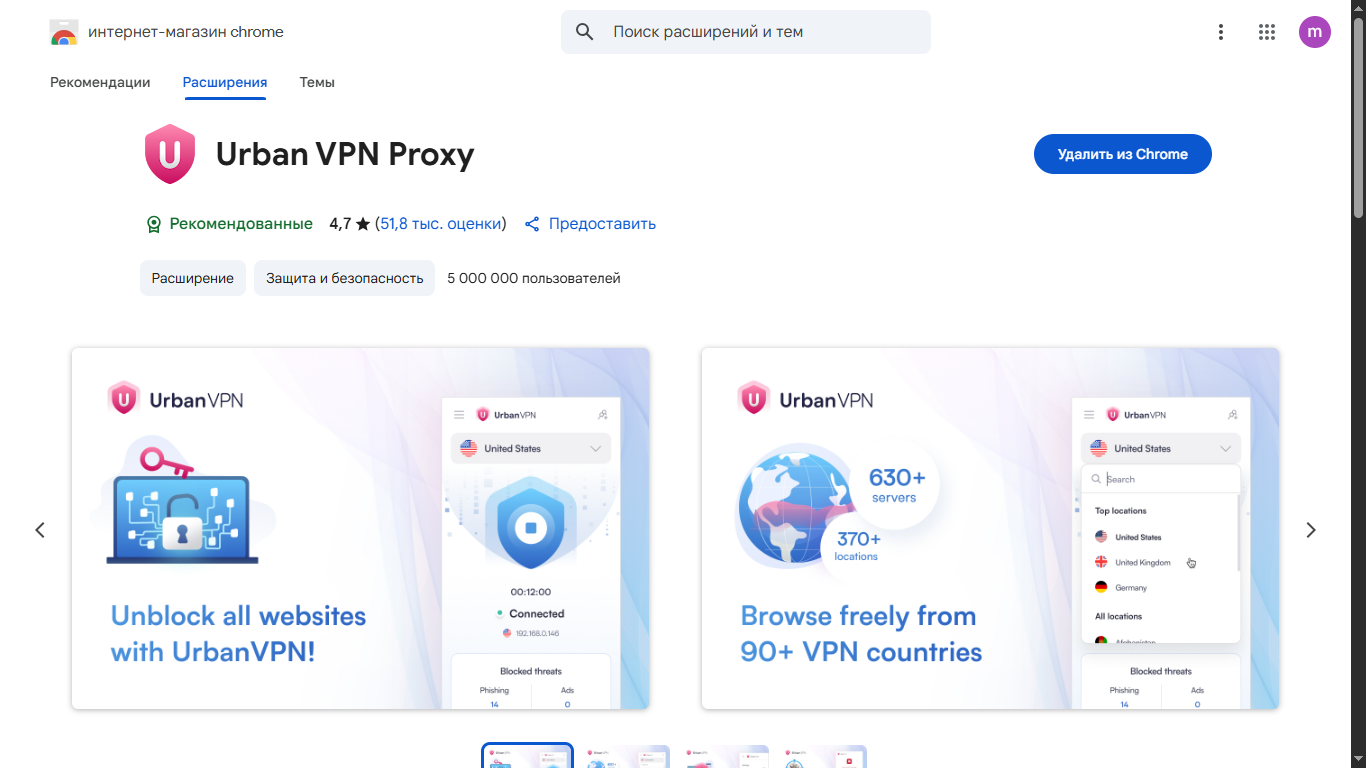 интернет-магазин chrome
Поиск расширений и тем
m
Рекомендации
Расширения
Темы
U
Urban VPN Proxy
Удалить из Chrome
Рекомендованные
4,7 ★ (51,8 тыс. оценки)
Предоставить
Расширение
Защита и безопасность
5 000 000 пользователей
U UrbanVPN
Unblock all websites
with UrbanVPN!
U UrbanVPN
United States
00:12:00
Connected
192.168.0.146
Blocked threats
Phishing
Ads
14
0
U UrbanVPN
630+
servers
370+
locations
Browse freely from
90+ VPN countries
U UrbanVPN
United States
Search
Top locations
United States
United Kingdom
Germany
All locations
Afghanistan
Blocked threats
Phishing
Ads
14
0